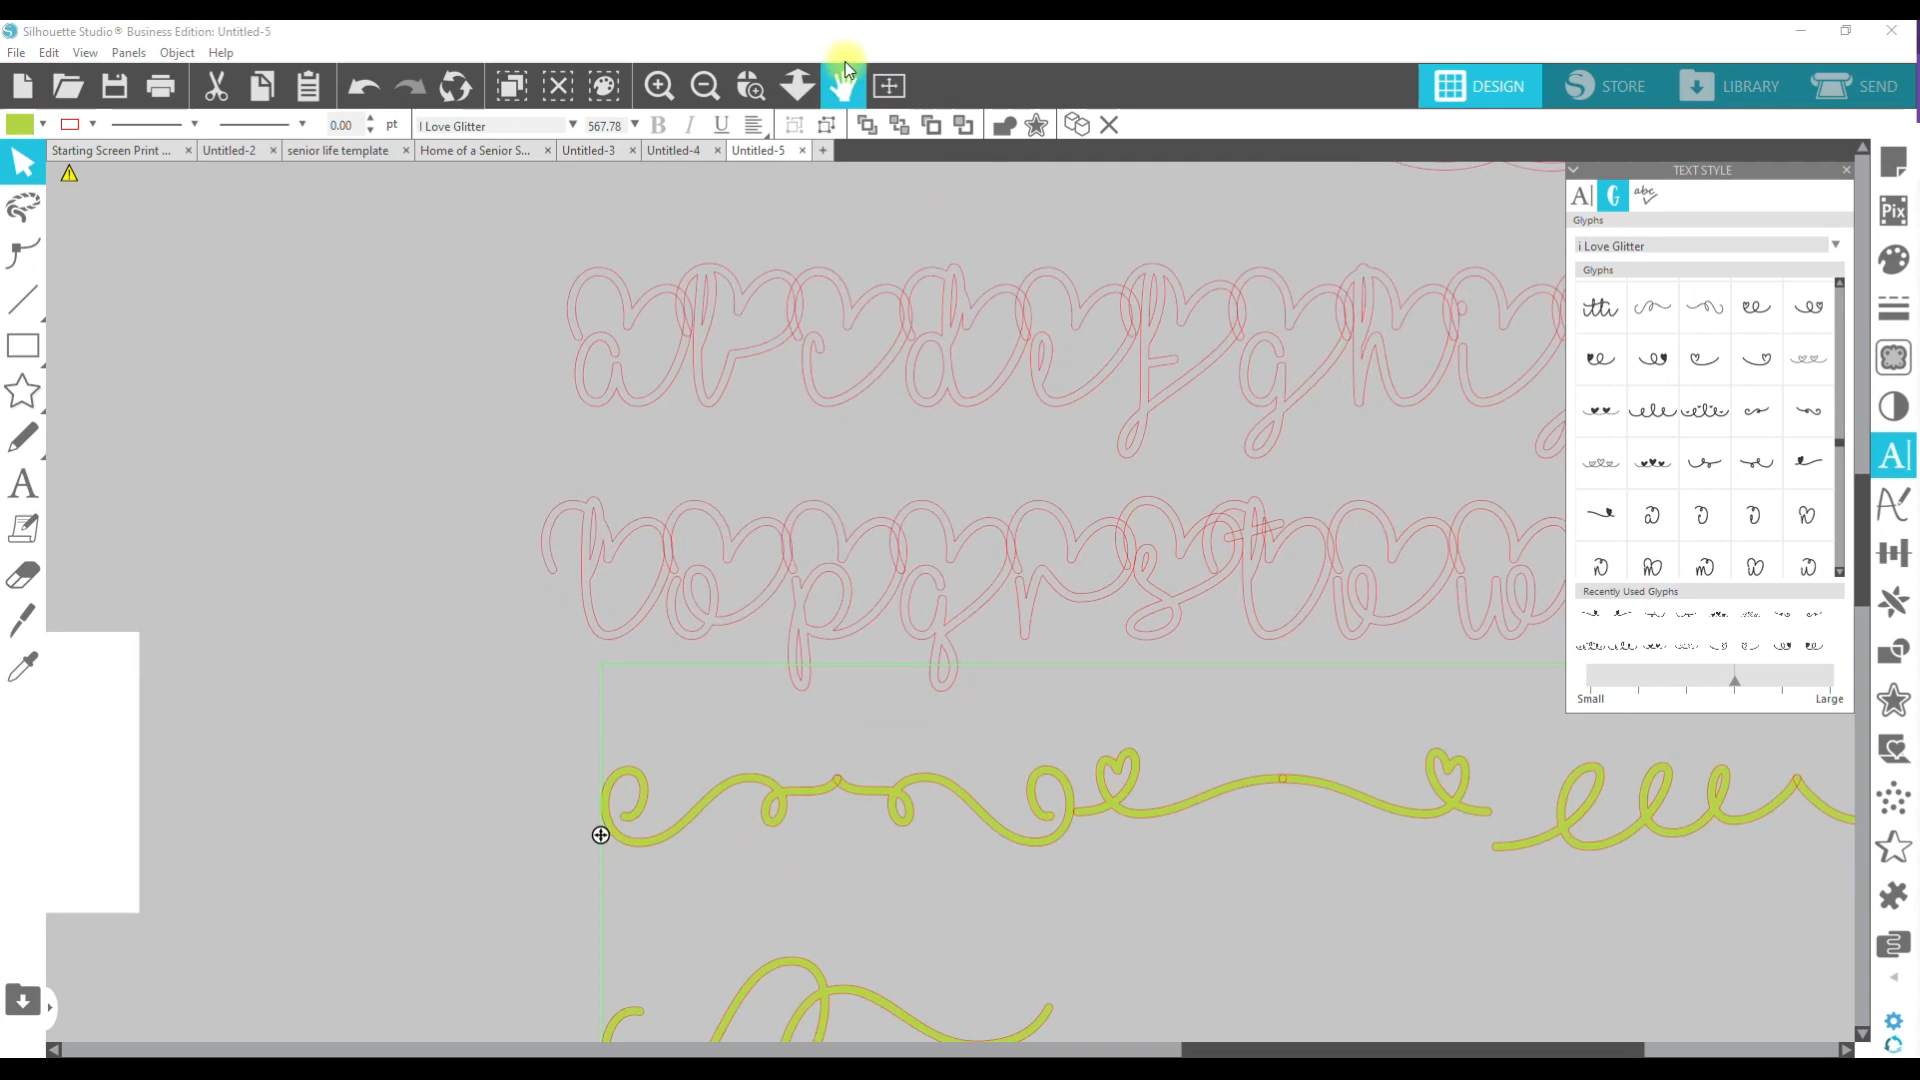 Silhouette Studio® Business Edition: Untitled-5
File Edit View Panels Object Help
DESIGN STORE LIBRARY SEND
0.00 pt I Love Glitter 567.78 B I U
Starting Screen Print ... Untitled-2 senior life template Home of a Senior S... Untitled-3 Untitled-4 Untitled-5
TEXT STYLE
A G abc
Glyphs
i Love Glitter
Glyphs
Recently Used Glyphs
Small Large
Pix
a b c d e f g h i
o p q r s t